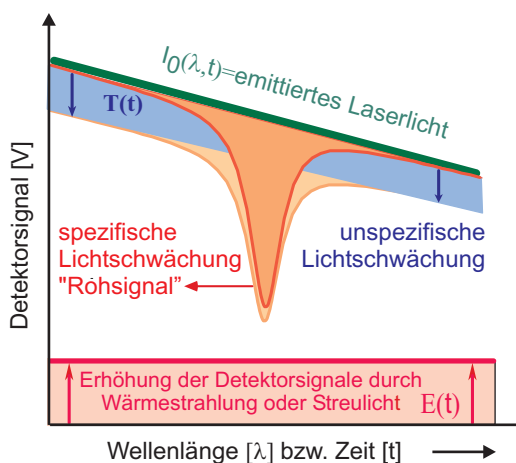 I0(λ,t)=emittiertes Laserlicht
T(t)
Detektorsignal [V]
spezifische
Lichtschwächung
"Rohsignal”
unspezifische
Lichtschwächung
Erhöhung der Detektorsignale durch
Wärmestrahlung oder Streulicht
E(t)
Wellenlänge [λ] bzw. Zeit [t]